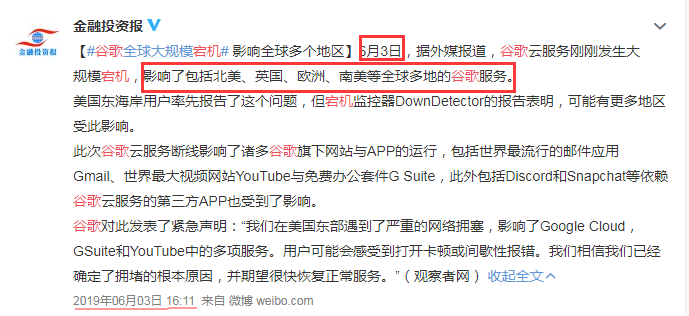 金融投资报
【#谷歌全球大规模宕机# 影响全球多个地区】6月3日，据外媒报道，谷歌云服务刚刚发生大
规模宕机，影响了包括北美、英国、欧洲、南美等全球多地的谷歌服务。
美国东海岸用户率先报告了这个问题，但宕机监控器DownDetector的报告表明，可能有更多地区
受此影响。
此次谷歌云服务断线影响了诸多谷歌旗下网站与APP的运行，包括世界最流行的邮件应用
Gmail、世界最大视频网站YouTube与免费办公套件G Suite，此外包括Discord和Snapchat等依赖
谷歌云服务的第三方APP也受到了影响。
谷歌对此发表了紧急声明：“我们在美国东部遇到了严重的网络拥塞，影响了Google Cloud，
GSuite和YouTube中的多项服务。用户可能会感受到打开卡顿或间歇性报错。我们相信我们已经
确定了拥堵的根本原因，并期望很快恢复正常服务。”（观察者网） 收起全文
2019年06月03日 16:11 来自 微博 weibo.com
金融投资报